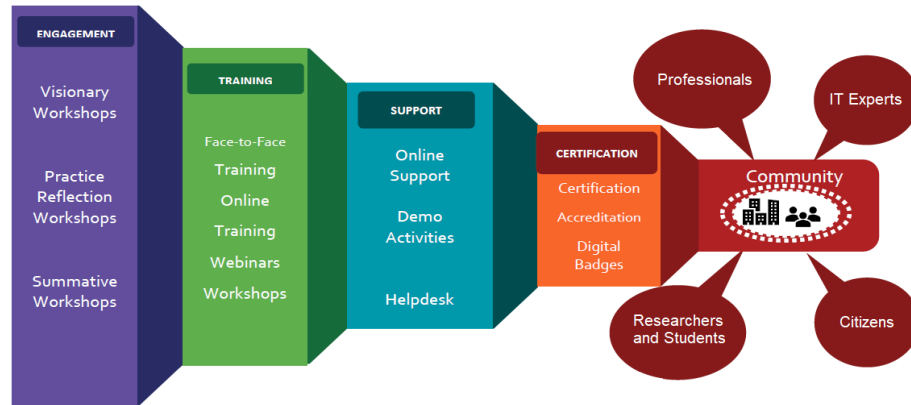 ENGAGEMENT
Visionary
Workshops
Practice
Reflection
Workshops
Summative
Workshops
TRAINING
Face-to-Face
Training
Online
Training
Webinars
Workshops
SUPPORT
Online
Support
Demo
Activities
Helpdesk
CERTIFICATION
Certification
Accreditation
Digital
Badges
Professionals
IT Experts
Community
Researchers
and Students
Citizens